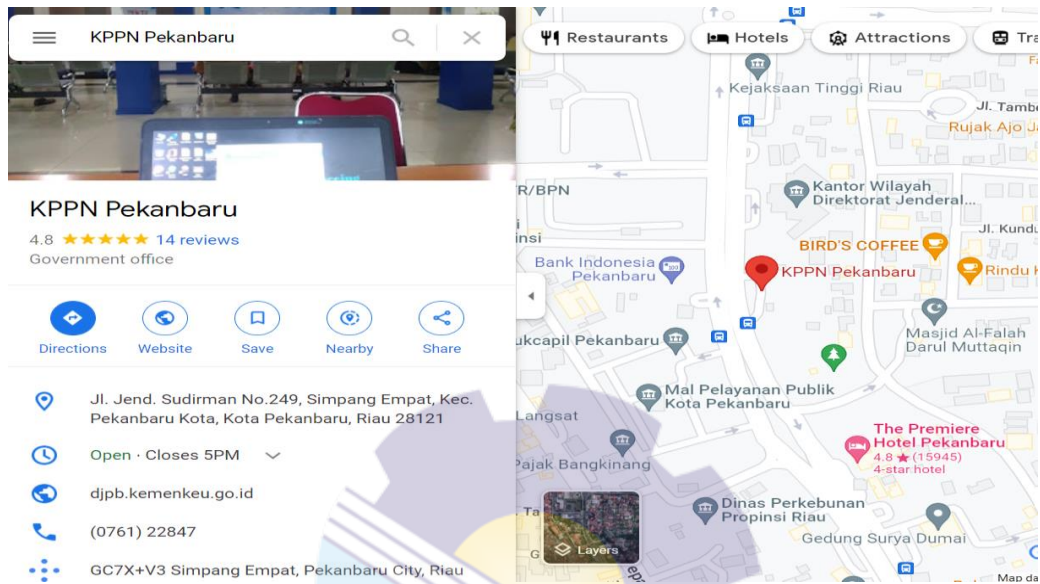 KPPN Pekanbaru
KPPN Pekanbaru
4.8 14 reviews
Government office
Directions
Website
Save
Nearby
Share
Jl. Jend. Sudirman No.249, Simpang Empat, Kec.
Pekanbaru Kota, Kota Pekanbaru, Riau 28121
Open · Closes 5PM
djpb.kemenkeu.go.id
(0761) 22847
GC7X+V3 Simpang Empat, Pekanbaru City, Riau
Restaurants
Hotels
Attractions
Tra
Kejaksaan Tinggi Riau
Jl. Tambe
Rujak Ajo Ja
R/BPN
Kantor Wilayah
Direktorat Jenderal...
insi
Jl. Kundu
BIRD'S COFFEE
Bank Indonesia
Pekanbaru
KPPN Pekanbaru
Rindu K
ukcapil Pekanbaru
Masjid Al-Falah
Darul Muttaqin
Mal Pelayanan Publik
Kota Pekanbaru
Langsat
The Premiere
Hotel Pekanbaru
4.8 ★ (15945)
4-star hotel
Pajak Bangkinang
Dinas Perkebunan
Propinsi Riau
Ta
Gedung Surya Dumai
Layers
G
Map da